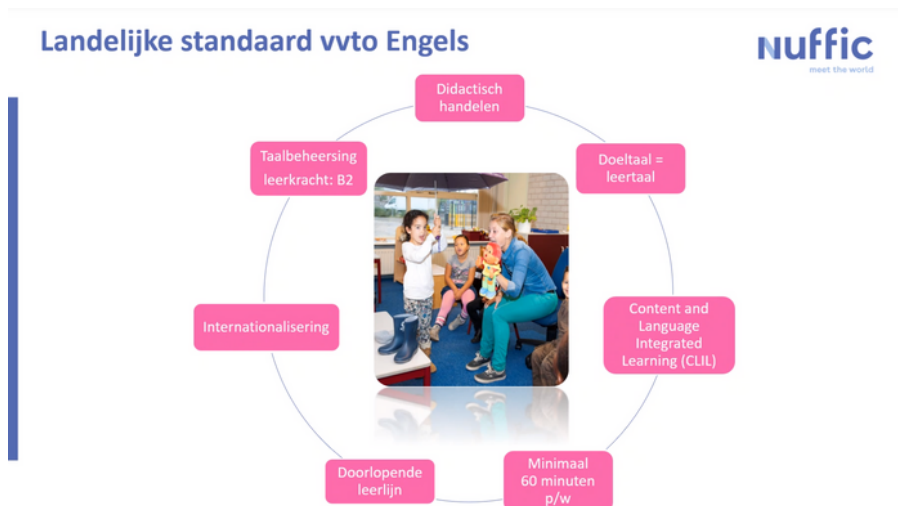 Landelijke standaard vvto Engels
Nuffic
meet the world
Didactisch
handelen
Doeltaal =
leertaal
Content and
Language
Integrated
Learning (CLIL)
Minimaal
60 minuten
p/w
Doorlopende
leerlijn
Internationalisering
Taalbeheersing
leerkracht: B2